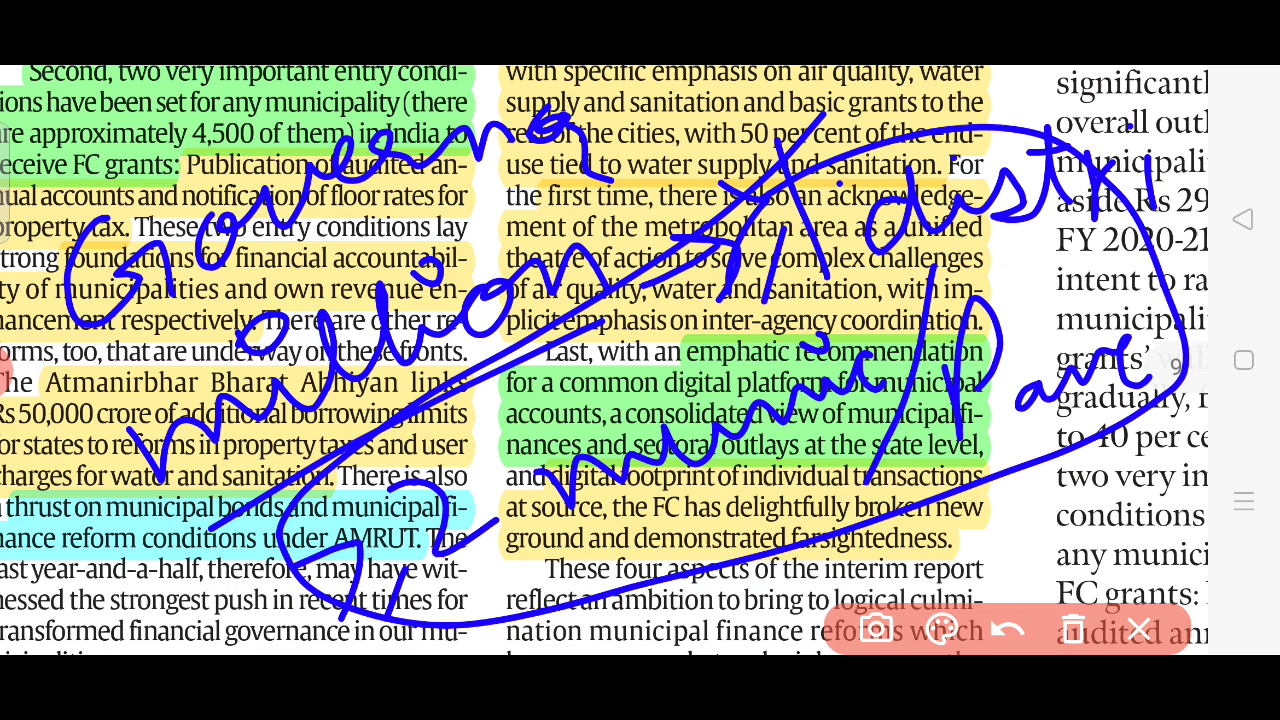 Second, two very important entry condi-
ions have been set for any municipality (there
re approximately 4,500 of them) in India to
eceive FC grants: Publication audited an-
ual accounts and notification of floor rates for
property tax. These two entry conditions lay
trong foundations for financial accountabil-
ty of municipalities and own revenue en-
ancement respectively. There are other re-
orms, too, that are underway on these fronts.
The Atmanirbhar Bharat Abhiyan links
Rs 50,000 crore of additional borrowing limits
or states to reforms in property taxes and user
charges for water and sanitation. There is also
thrust on municipal bonds and municipal fi-
nance reform conditions under AMRUT. The
ast year-and-a-half, therefore, may have wit-
nessed the strongest push in recent times for
ransformed financial governance in our mu-
with specific emphasis on air quality, water
supply and sanitation and basic grants to the
rest of the cities, with 50 per cent of the end-
use tied to water supply and sanitation. For
the first time, there is also an acknowledge-
ment of the metropolitan area as a unified
theatre of action to solve complex challenges
of air quality, water and sanitation, with im-
plicit emphasis on inter-agency coordination.
Last, with an emphatic recommendation
for a common digital platform for municipal
accounts, a consolidated view of municipal fi-
nances and sectoral outlays at the state level,
and digital footprint of individual transactions
at source, the FC has delightfully broken new
ground and demonstrated farsightedness.
These four aspects of the interim report
reflect an ambition to bring to logical culmi-
nation municipal finance reforms which
significantl
overall outl
municipali
aside Rs 29
FY 2020-21
intent to ra
municipali
grants'
gradually, r
to 40 per ce
two very in
conditions
any munici
FC grants:
audited an